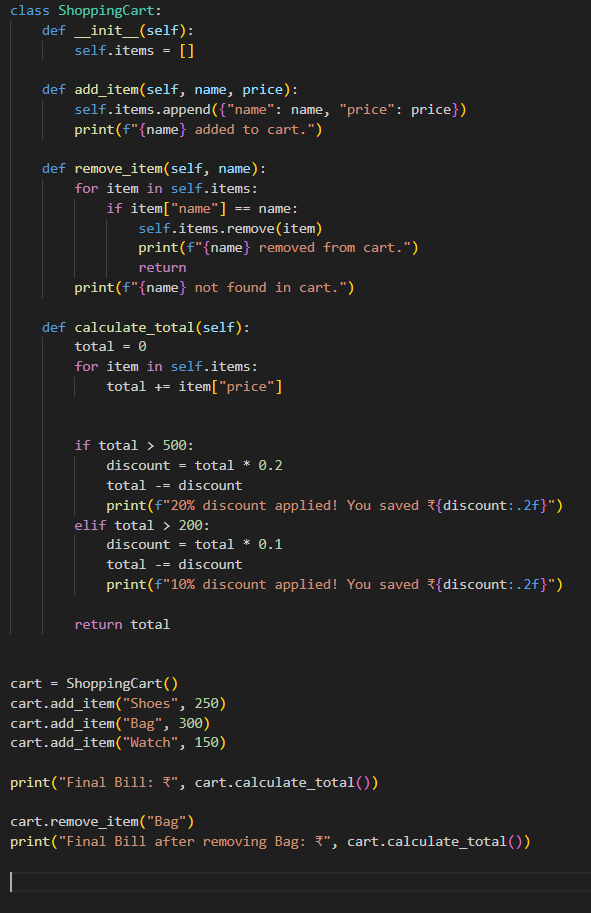 class ShoppingCart:
    def __init__(self):
        self.items = []

    def add_item(self, name, price):
        self.items.append({"name": name, "price": price})
        print(f"{name} added to cart.")

    def remove_item(self, name):
        for item in self.items:
            if item["name"] == name:
                self.items.remove(item)
                print(f"{name} removed from cart.")
                return
        print(f"{name} not found in cart.")

    def calculate_total(self):
        total = 0
        for item in self.items:
            total += item["price"]


        if total > 500:
            discount = total * 0.2
            total -= discount
            print(f"20% discount applied! You saved ₹{discount:.2f}")
        elif total > 200:
            discount = total * 0.1
            total -= discount
            print(f"10% discount applied! You saved ₹{discount:.2f}")

        return total


cart = ShoppingCart()
cart.add_item("Shoes", 250)
cart.add_item("Bag", 300)
cart.add_item("Watch", 150)

print("Final Bill: ₹", cart.calculate_total())

cart.remove_item("Bag")
print("Final Bill after removing Bag: ₹", cart.calculate_total())